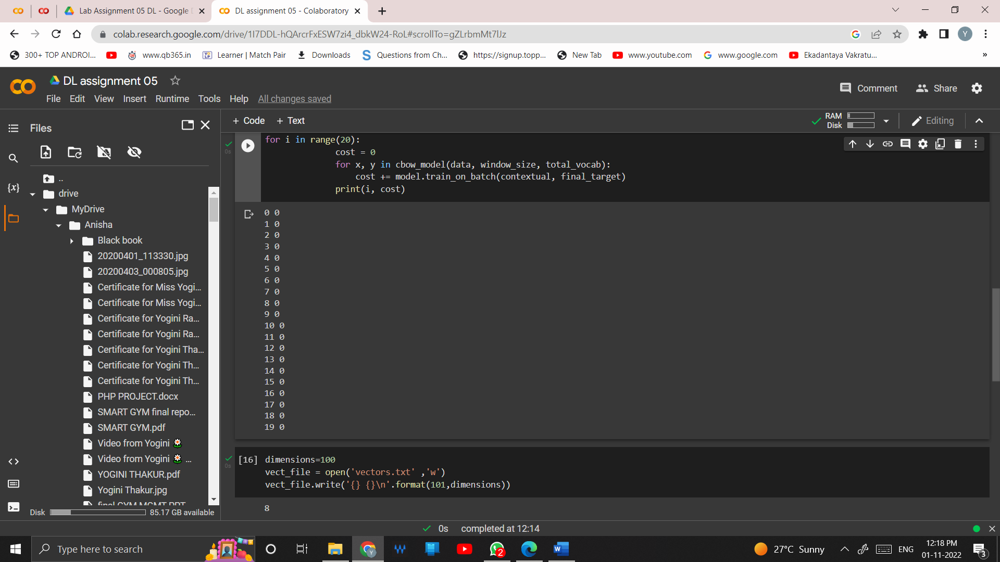 Lab Assignment 05 DL - Google
DL assignment 05 - Colaboratory
colab.research.google.com/drive/1I7DDL-hQArcrFxESW7zi4_dbkW24-RoL#scrollTo=gZLrbmMt7lJz
Y
300+ TOP ANDROI...
www.qb365.in
Learner | Match Pair
Downloads
Questions from Ch...
https://signup.topp...
New Tab
www.youtube.com
www.google.com
Ekadantaya Vakratu...
»
DL assignment 05
Comment
Share
File Edit View Insert Runtime Tools Help All changes saved
Files
+ Code + Text
RAM
Disk
Editing
{x}
..
drive
MyDrive
Anisha
Black book
20200401_113330.jpg
20200403_000805.jpg
Certificate for Miss Yogi...
Certificate for Miss Yogi...
Certificate for Yogini Ra...
Certificate for Yogini Ra...
Certificate for Yogini Tha...
Certificate for Yogini Th...
Certificate for Yogini Th...
PHP PROJECT.docx
SMART GYM final repo...
SMART GYM.pdf
Video from Yogini 🌼
Video from Yogini 🌼 ...
YOGINI THAKUR.pdf
Yogini Thakur.jpg
final GYM MGMT PPT
Disk 85.17 GB available
0s
for i in range(20):
cost = 0
for x, y in cbow_model(data, window_size, total_vocab):
cost += model.train_on_batch(contextual, final_target)
print(i, cost)
0 0
1 0
2 0
3 0
4 0
5 0
6 0
7 0
8 0
9 0
10 0
11 0
12 0
13 0
14 0
15 0
16 0
17 0
18 0
19 0
0s
[16] dimensions=100
vect_file = open('vectors.txt' ,'w')
vect_file.write('{} {}\n'.format(101,dimensions))
8
0s completed at 12:14
Type here to search
Y
2
W
27°C Sunny
ENG
12:18 PM
01-11-2022
3